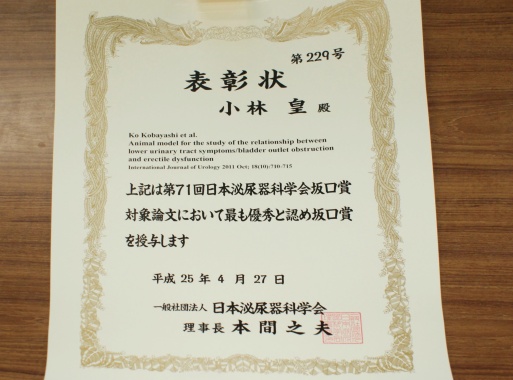 第229号
表彰状
小林 皇 殿
Ko Kobayashi et al.
Animal model for the study of the relationship between
lower urinary tract symptoms/bladder outlet obstruction
and erectile dysfunction
International Journal of Urology 2011 Oct; 18(10):710-715
上記は第71回日本泌尿器科学会坂口賞
対象論文において最も優秀と認め坂口賞
を授与します
平成 25 年 4 月 27 日
一般社団法人 日本泌尿器科学会
理事長 本間之夫